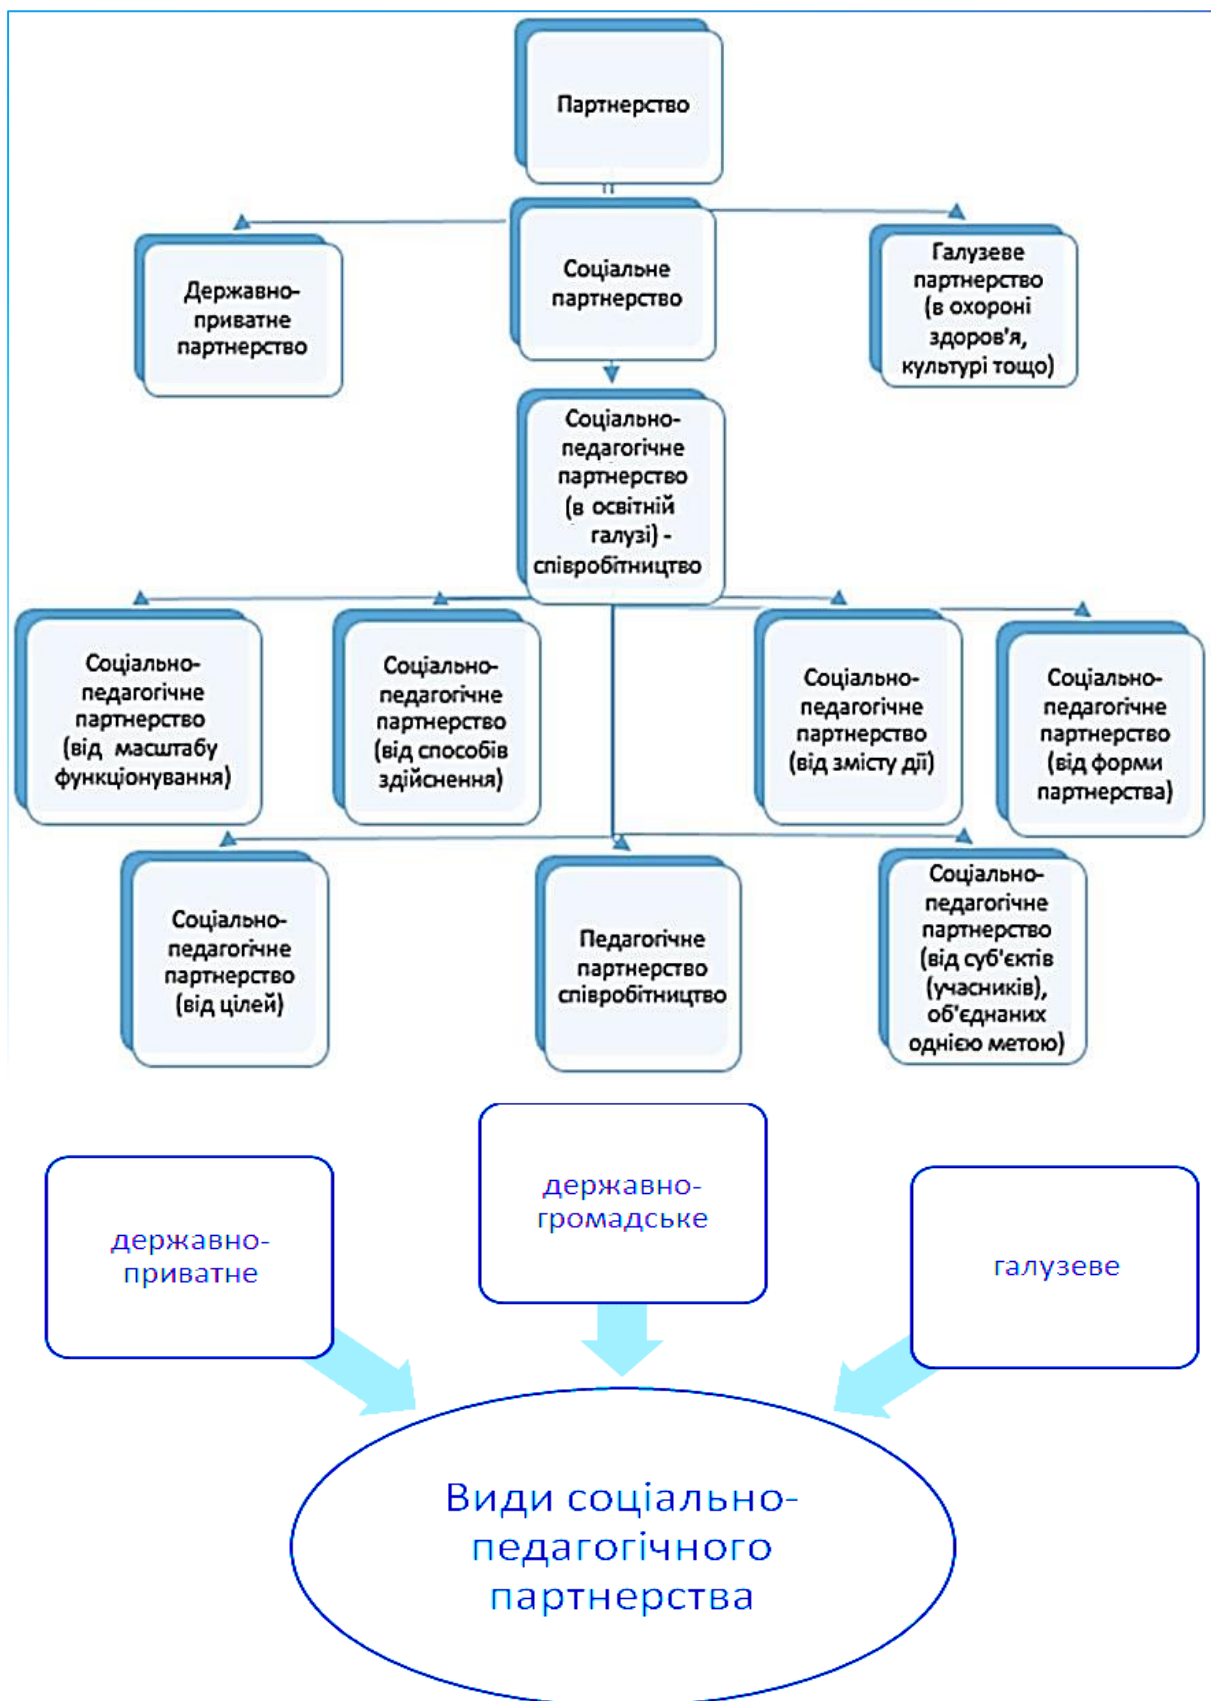 Партнерство
Державно-
приватне
партнерство
Соціальне
партнерство
Галузеве
партнерство
(в охороні
здоров'я,
культурі тощо)
Соціально-
педагогічне
партнерство
(в освітній
галузі) -
співробітництво
Соціально-
педагогічне
партнерство
(від масштабу
функціонування)
Соціально-
педагогічне
партнерство
(від способів
здійснення)
Соціально-
педагогічне
партнерство
(від змісту дії)
Соціально-
педагогічне
партнерство
(від форми
партнерства)
Соціально-
педагогічне
партнерство
(від цілей)
Педагогічне
партнерство
співробітництво
Соціально-
педагогічне
партнерство
(від суб'єктів
(учасників),
об'єднаних
однією метою)
державно-
приватне
державно-
громадське
галузеве
Види соціально-
педагогічного
партнерства